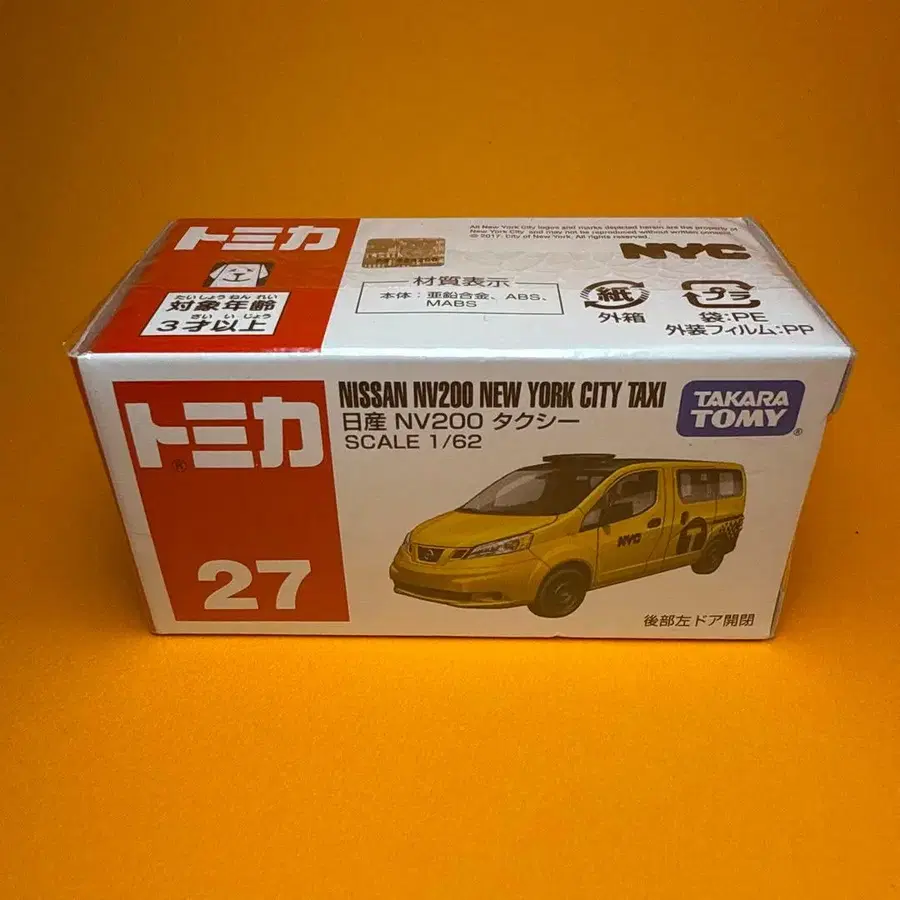 トミカ
たいしょうねんれい
対象年齢
さいいじょう
3才以上
All New York City logos and marks depicted herein are the property of
New York City and may not be reproduced without written consent.
© 2017. City of New York. All rights reserved.
NYC
材質表示
本体:亜鉛合金、ABS、
MABS
紙
外箱
プラ
袋:PE
外装フィルム:PP
トミカ®
27
NISSAN NV200 NEW YORK CITY TAXI
日産 NV200 タクシー
SCALE 1/62
TAKARA
TOMY®
NYC
T
後部左ドア開閉